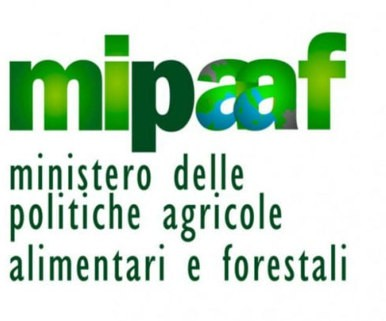 mipaaf
ministero delle
politiche agricole
alimentari e forestali